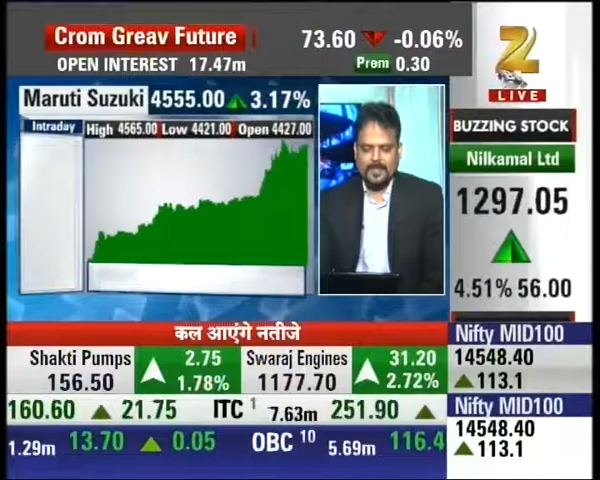 Crom Greav Future 73.60 -0.06%
OPEN INTEREST 17.47m Prem 0.30
Z
LIVE
Maruti Suzuki 4555.00 3.17%
Intraday High 4565.00 Low 4421.00 Open 4427.00
BUZZING STOCK
Nilkamal Ltd
1297.05
4.51% 56.00
कल आएंगे नतीजे
Shakti Pumps 2.75 Swaraj Engines 31.20
156.50 1.78% 1177.70 2.72%
160.60 21.75 ITC 1 7.63m 251.90
1.29m 13.70 0.05 OBC 10 5.69m 116.4
Nifty MID100
14548.40
113.1
Nifty MID100
14548.40
113.1